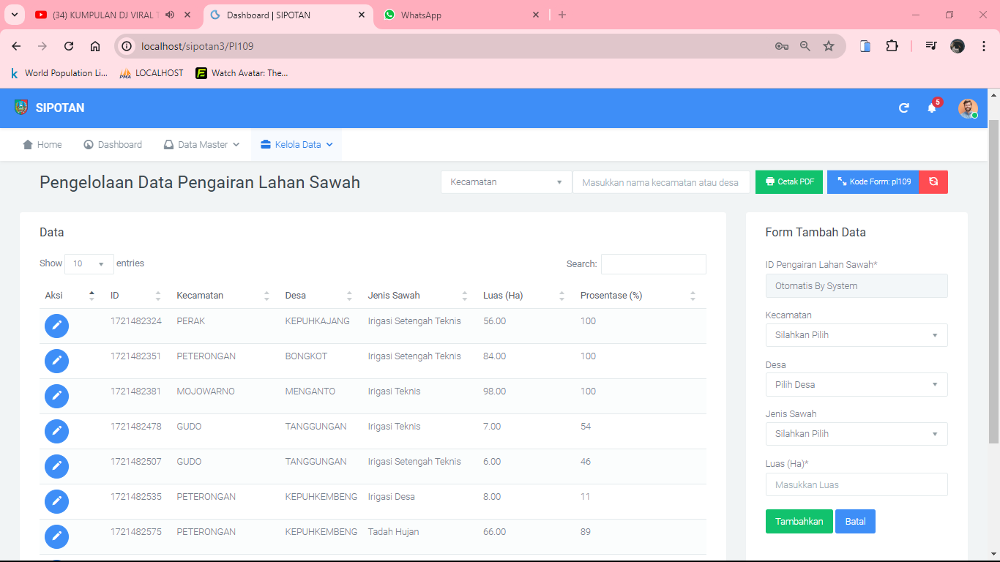 (34) KUMPULAN DJ VIRAL T
Dashboard | SIPOTAN
WhatsApp
localhost/sipotan3/Pl109
World Population Li...
LOCALHOST
Watch Avatar: The...
SIPOTAN
5
Home
Dashboard
Data Master
Kelola Data
Pengelolaan Data Pengairan Lahan Sawah
Kecamatan
Masukkan nama kecamatan atau desa
Cetak PDF
Kode Form: pl109
Data
Show 10 entries
Search:
Aksi ID Kecamatan Desa Jenis Sawah Luas (Ha) Prosentase (%)
1721482324 PERAK KEPUHKAJANG Irigasi Setengah Teknis 56.00 100
1721482351 PETERONGAN BONGKOT Irigasi Setengah Teknis 84.00 100
1721482381 MOJOWARNO MENGANTO Irigasi Teknis 98.00 100
1721482478 GUDO TANGGUNGAN Irigasi Teknis 7.00 54
1721482507 GUDO TANGGUNGAN Irigasi Setengah Teknis 6.00 46
1721482535 PETERONGAN KEPUHKEMBENG Irigasi Desa 8.00 11
1721482575 PETERONGAN KEPUHKEMBENG Tadah Hujan 66.00 89
Form Tambah Data
ID Pengairan Lahan Sawah*
Otomatis By System
Kecamatan
Silahkan Pilih
Desa
Pilih Desa
Jenis Sawah
Silahkan Pilih
Luas (Ha)*
Masukkan Luas
Tambahkan
Batal